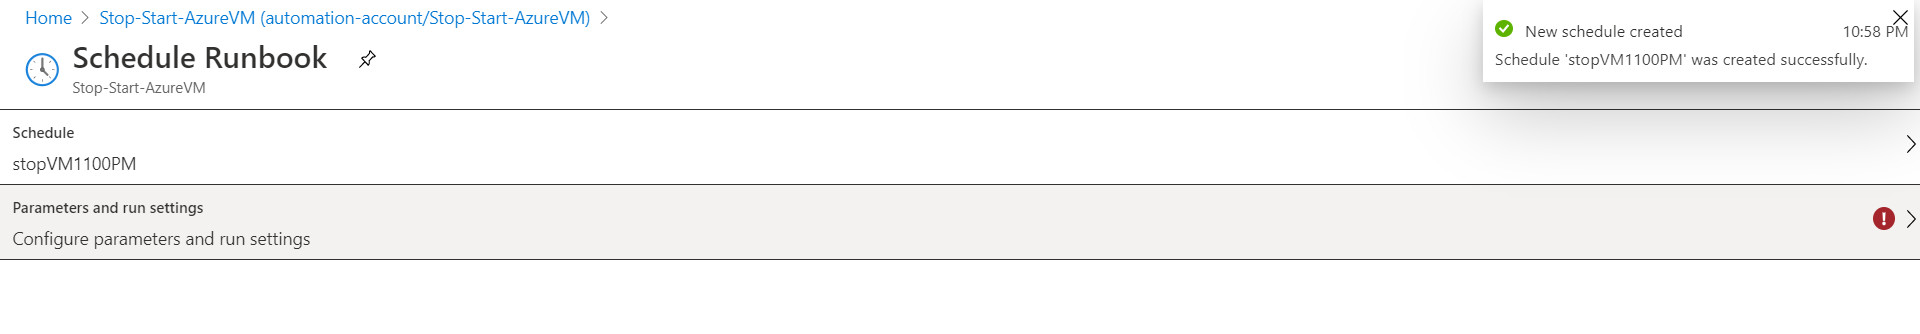 Home > Stop-Start-AzureVM (automation-account/Stop-Start-AzureVM) >
Schedule Runbook
Stop-Start-AzureVM
New schedule created 10:58 PM
Schedule 'stopVM1100PM' was created successfully.
Schedule
stopVM1100PM
Parameters and run settings
Configure parameters and run settings